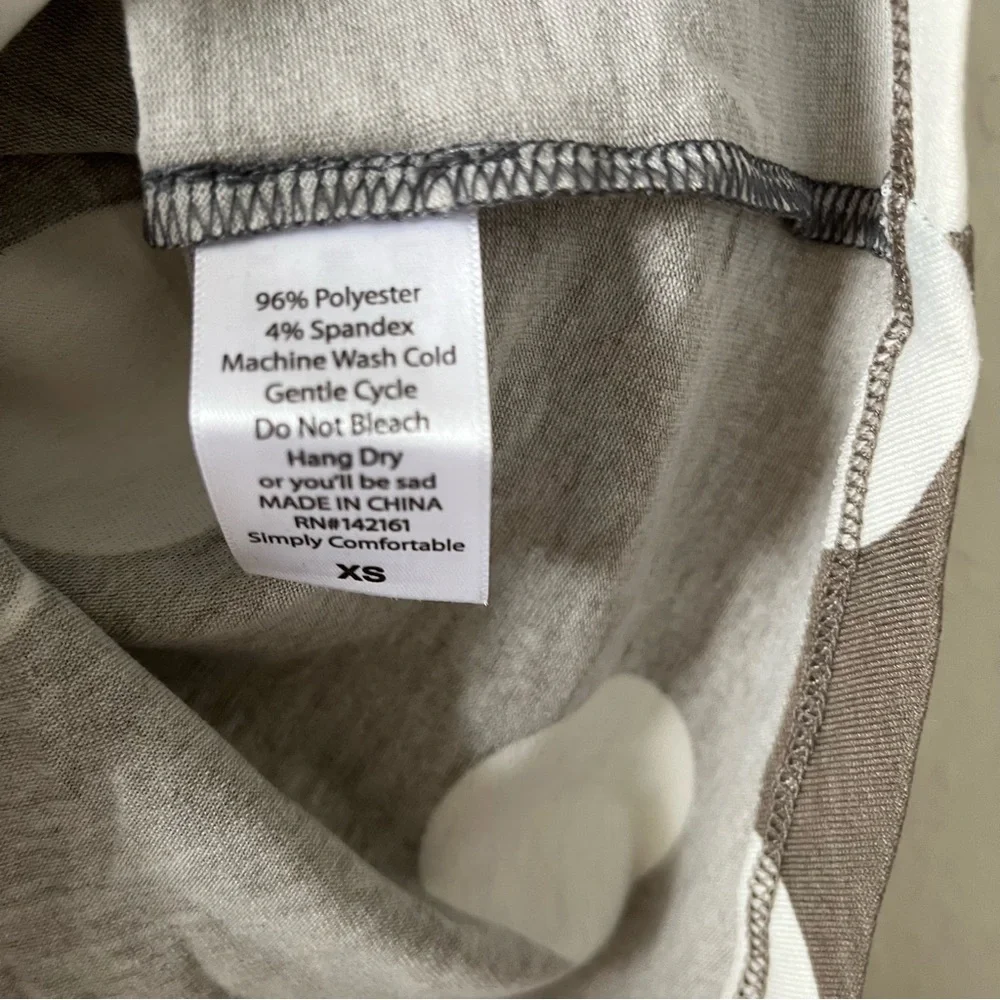 96% Polyester
4% Spandex
Machine Wash Cold
Gentle Cycle
Do Not Bleach
Hang Dry
or you'll be sad
MADE IN CHINA
RN#142161
Simply Comfortable
XS